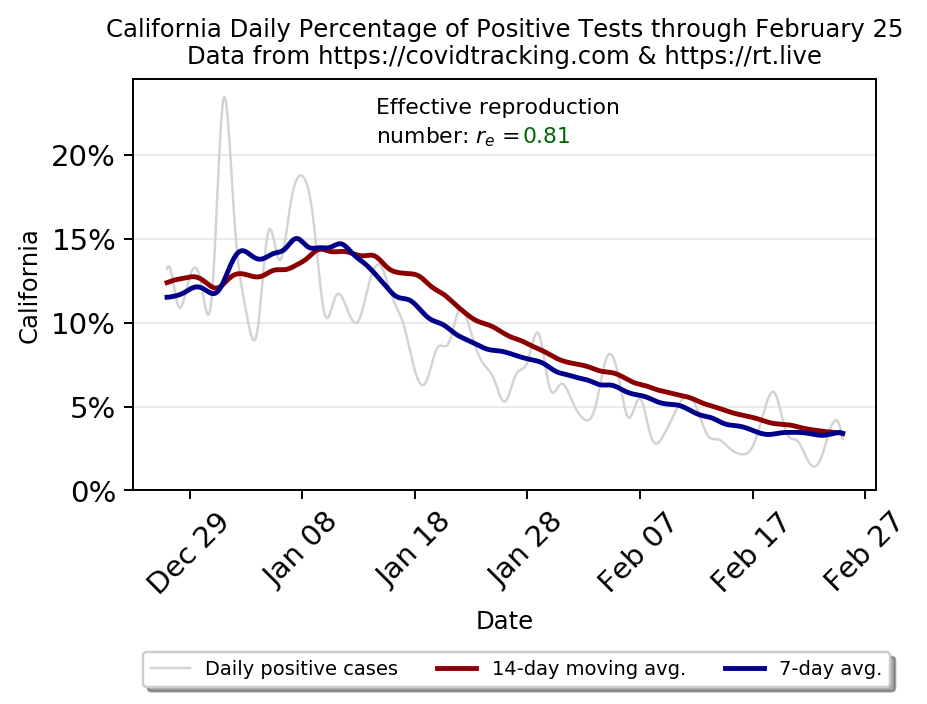 California Daily Percentage of Positive Tests through February 25
Data from https://covidtracking.com & https://rt.live
Effective reproduction
number: rₑ =0.81
20%
15%
10%
5%
0%
California
Dec 29
Jan 08
Jan 18
Jan 28
Feb 07
Feb 17
Feb 27
Date
Daily positive cases
14-day moving avg.
7-day avg.